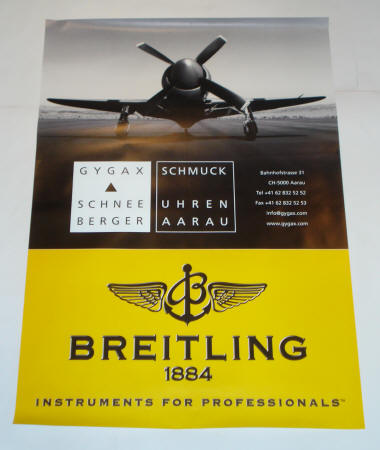 GYGAX
SCHNEE
BERGER
SCHMUCK
UHREN
AARAU
Bahnhofstrasse 31
CH-5000 Aarau
Tel +41 62 832 52 52
Fax +41 62 832 52 53
info@gygax.com
www.gygax.com
B
BREITLING
1884
INSTRUMENTS FOR PROFESSIONALS™